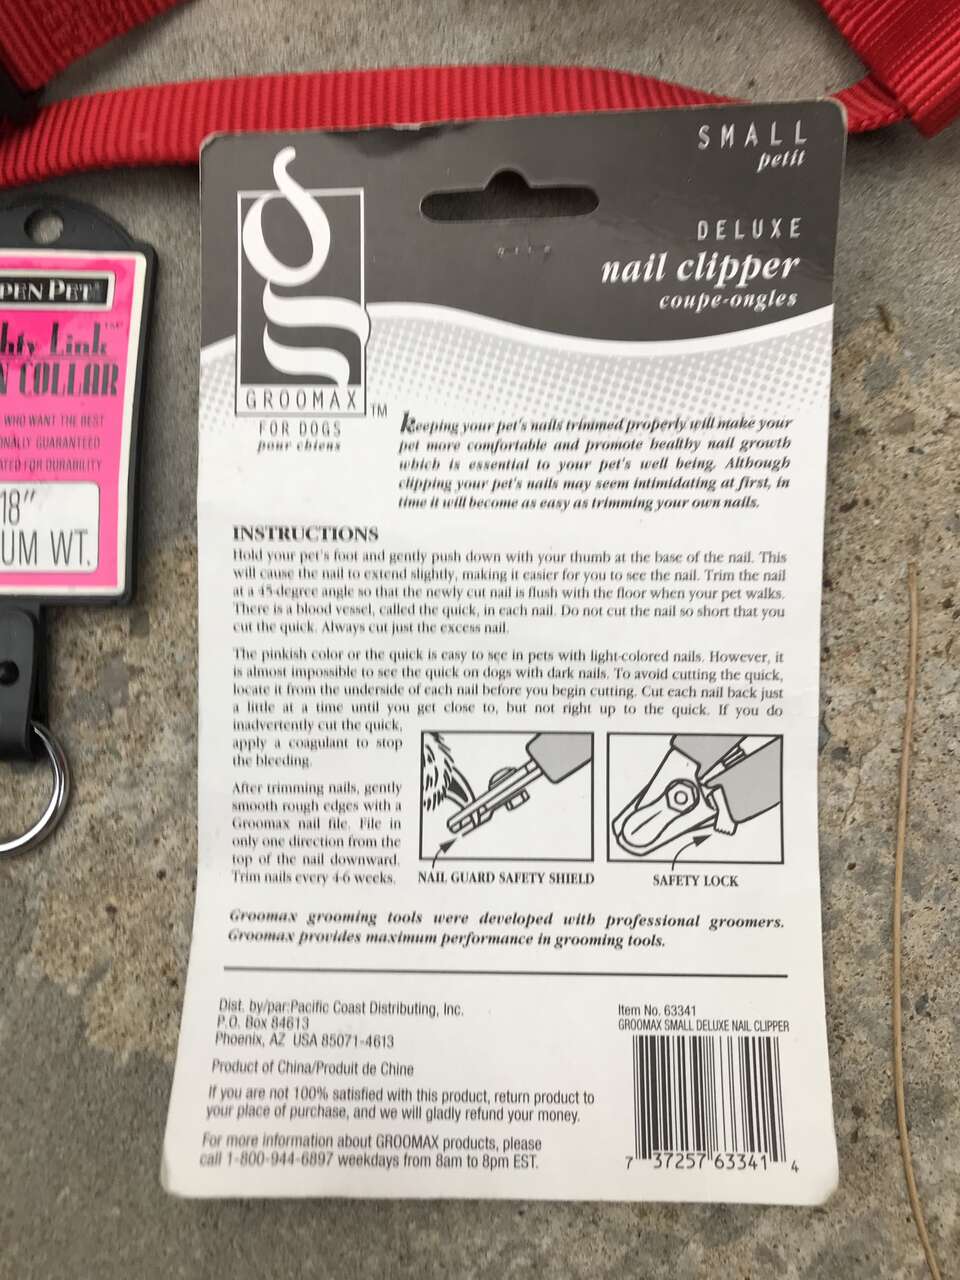 SMALL
petit
DELUXE
nail clipper
coupe-ongles
g
GROOMAX™
FOR DOGS
pour chiens
keeping your pet's nails trimmed properly will make your
pet more comfortable and promote healthy nail growth
which is essential to your pet's well being. Although
clipping your pet's nails may seem intimidating at first, in
time it will become as easy as trimming your own nails.
INSTRUCTIONS
Hold your pet's foot and gently push down with your thumb at the base of the nail. This
will cause the nail to extend slightly, making it easier for you to see the nail. Trim the nail
at a 45-degree angle so that the newly cut nail is flush with the floor when your pet walks.
There is a blood vessel, called the quick, in each nail. Do not cut the nail so short that you
cut the quick. Always cut just the excess nail.
The pinkish color or the quick is easy to see in pets with light-colored nails. However, it
is almost impossible to see the quick on dogs with dark nails. To avoid cutting the quick,
locate it from the underside of each nail before you begin cutting. Cut each nail back just
a little at a time until you get close to, but not right up to the quick. If you do
inadvertently cut the quick,
apply a coagulant to stop
the bleeding.
After trimming nails, gently
smooth rough edges with a
Groomax nail file. File in
only one direction from the
top of the nail downward.
Trim nails every 4-6 weeks.
NAIL GUARD SAFETY SHIELD
SAFETY LOCK
Groomax grooming tools were developed with professional groomers.
Groomax provides maximum performance in grooming tools.
Dist. by/par:Pacific Coast Distributing, Inc.
P.O. Box 84613
Phoenix, AZ USA 85071-4613
Product of China/Produit de Chine
If you are not 100% satisfied with this product, return product to
your place of purchase, and we will gladly refund your money.
For more information about GROOMAX products, please
call 1-800-944-6897 weekdays from 8am to 8pm EST.
Item No. 63341
GROOMAX SMALL DELUXE NAIL CLIPPER
7 37257 63341 4
PEN PET
hty Link™
N COLLAR
WHO WANT THE BEST
ONALLY GUARANTEED
ATED FOR DURABILITY
18"
UM WT.